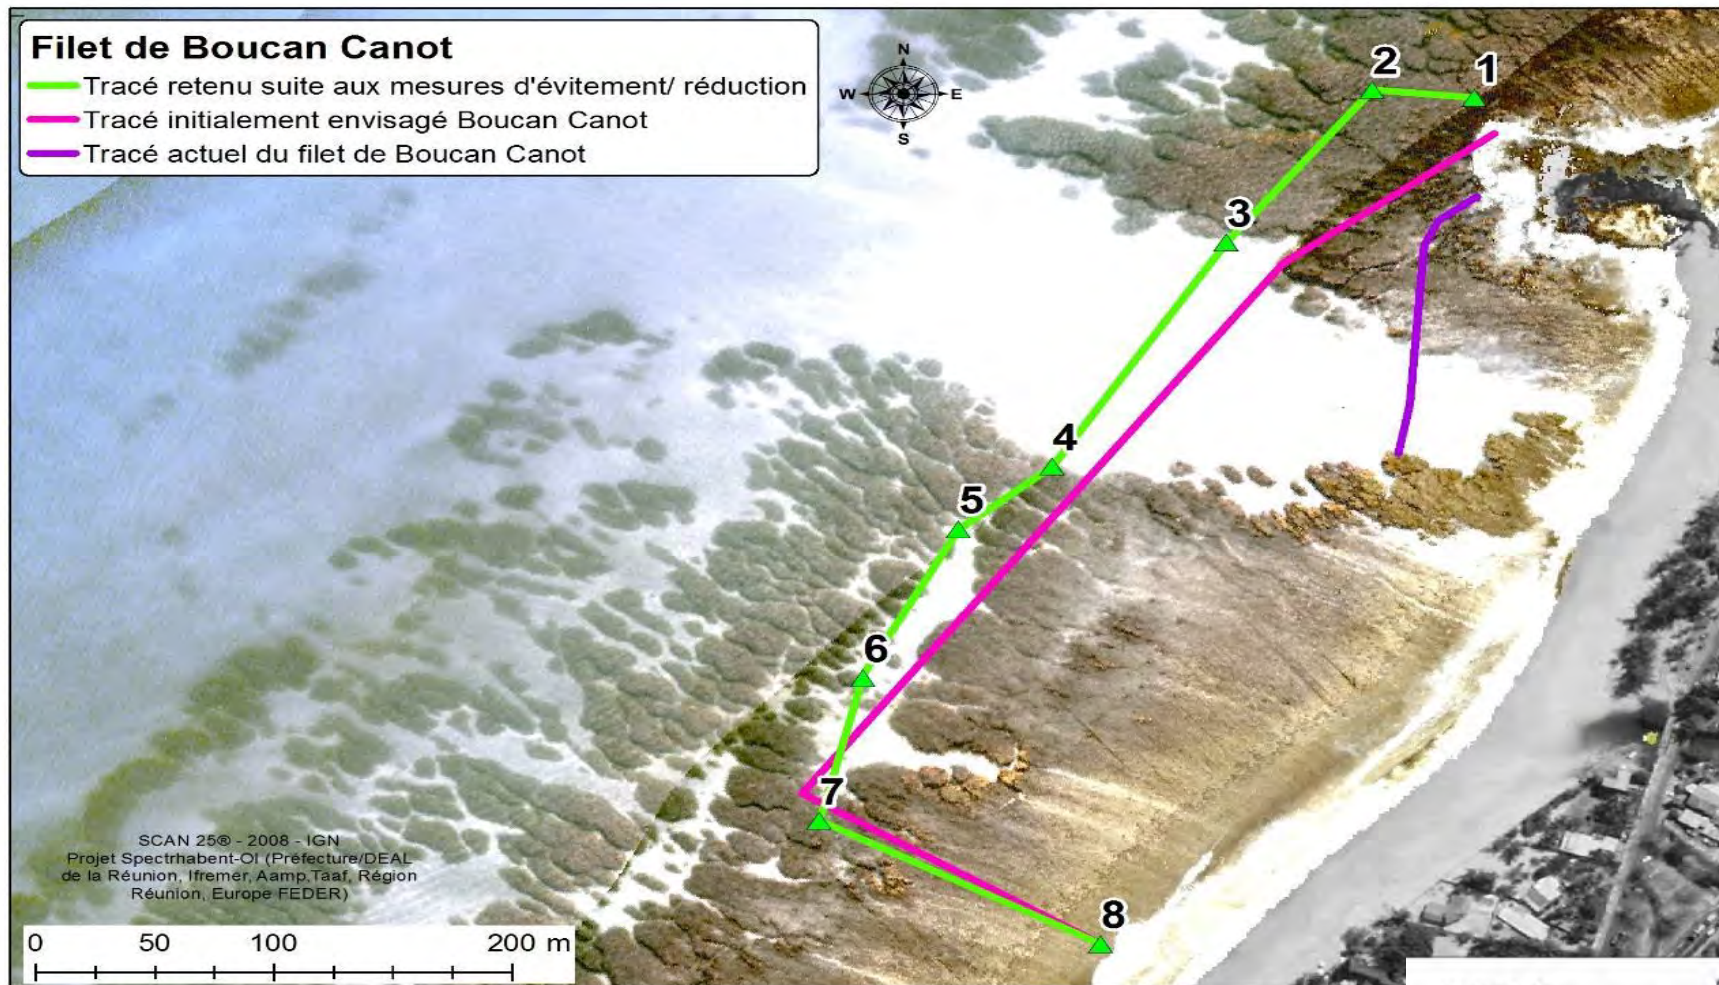 Filet de Boucan Canot
Tracé retenu suite aux mesures d'évitement/ réduction
Tracé initialement envisagé Boucan Canot
Tracé actuel du filet de Boucan Canot
N
W E
S
2
1
3
4
5
6
7
8
SCAN 25® - 2008 - IGN
Projet Spectrhabent-OI (Préfecture/DEAL
de la Réunion, Ifremer, Aamp,Taaf, Région
Réunion, Europe FEDER)
0 50 100 200 m